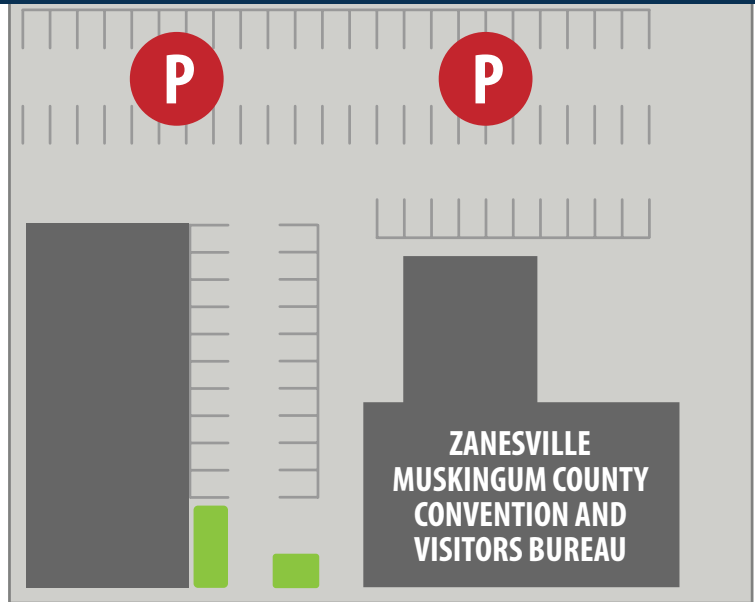 P P
ZANESVILLE
MUSKINGUM COUNTY
CONVENTION AND
VISITORS BUREAU